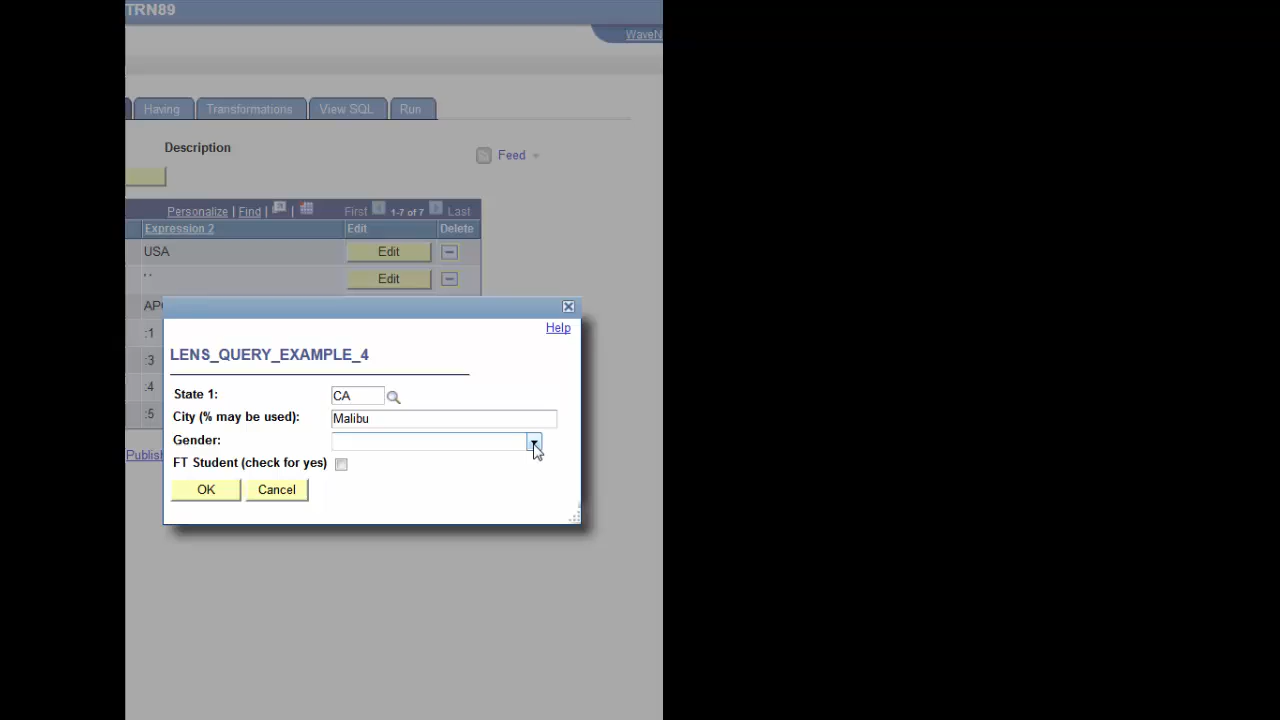 TRN89
WaveN
Having Transformations View SQL Run
Description
Feed
Personalize | Find | | First 1-7 of 7 Last
Expression 2 Edit Delete
USA Edit
' ' Edit
AP
:1
:3
:4
:5
Publish
Help
LENS_QUERY_EXAMPLE_4
State 1: CA
City (% may be used): Malibu
Gender:
FT Student (check for yes)
OK Cancel